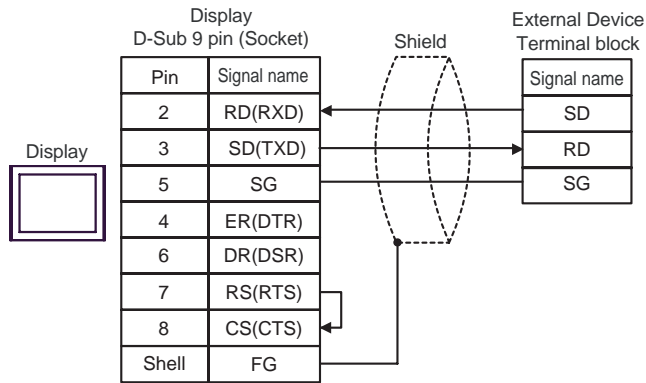 Display
D-Sub 9 pin (Socket)
Shield
External Device
Terminal block
Pin Signal name
Signal name
2 RD(RXD)
SD
3 SD(TXD)
RD
Display
5 SG
SG
4 ER(DTR)
6 DR(DSR)
7 RS(RTS)
8 CS(CTS)
Shell FG